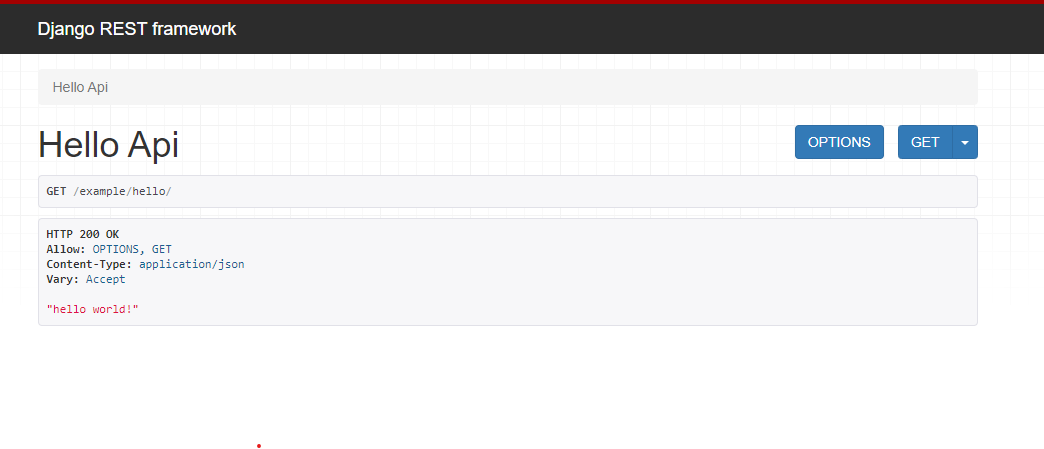 Django REST framework
Hello Api
Hello Api
OPTIONS
GET
GET /example/hello/
HTTP 200 OK
Allow: OPTIONS, GET
Content-Type: application/json
Vary: Accept
"hello world!"